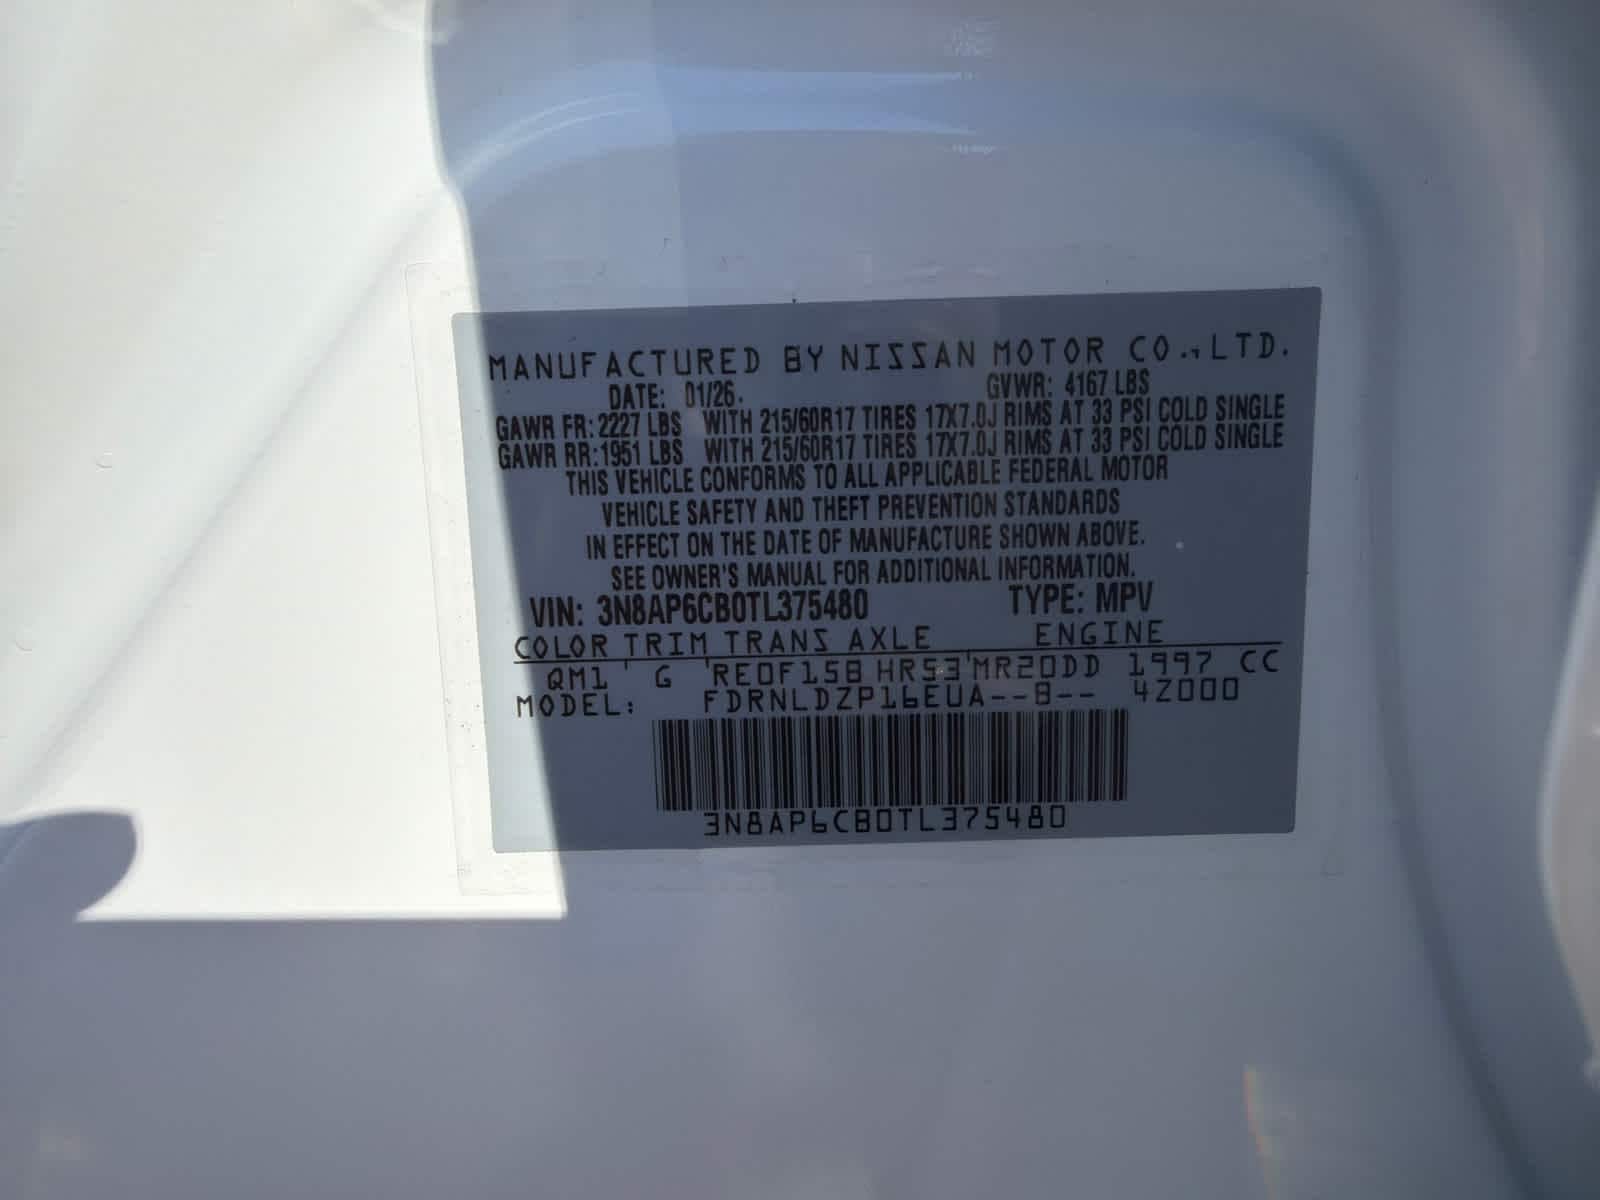 MANUFACTURED BY NISSAN MOTOR CO., LTD.
DATE: 01/26. GVWR: 4167 LBS
GAWR FR: 2227 LBS WITH 215/60R17 TIRES 17X7.0J RIMS AT 33 PSI COLD SINGLE
GAWR RR: 1951 LBS WITH 215/60R17 TIRES 17X7.0J RIMS AT 33 PSI COLD SINGLE
THIS VEHICLE CONFORMS TO ALL APPLICABLE FEDERAL MOTOR
VEHICLE SAFETY AND THEFT PREVENTION STANDARDS
IN EFFECT ON THE DATE OF MANUFACTURE SHOWN ABOVE.
SEE OWNER'S MANUAL FOR ADDITIONAL INFORMATION.
VIN: 3N8AP6CB0TL375480 TYPE: MPV
COLOR TRIM TRANS AXLE ENGINE
QM1 G RE0F15B HR53 MR20DD 1997 CC
MODEL: FDRNLDZP16EUA--B-- 4Z000
3N8AP6CB0TL375480